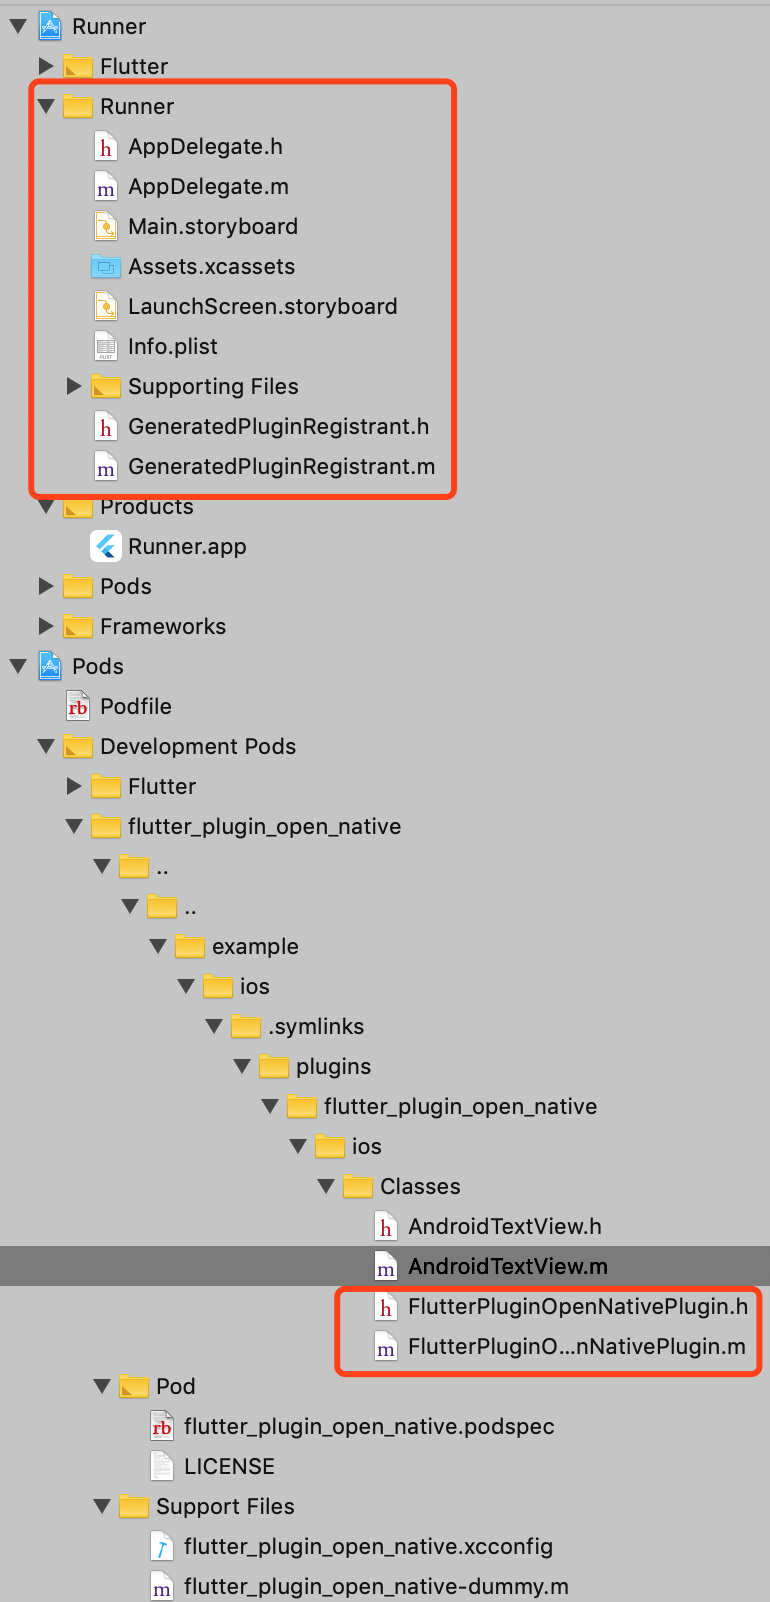 Runner
Flutter
Runner
AppDelegate.h
AppDelegate.m
Main.storyboard
Assets.xcassets
LaunchScreen.storyboard
Info.plist
Supporting Files
GeneratedPluginRegistrant.h
GeneratedPluginRegistrant.m
Products
Runner.app
Pods
Frameworks
Pods
Podfile
Development Pods
Flutter
flutter_plugin_open_native
..
..
example
ios
.symlinks
plugins
flutter_plugin_open_native
ios
Classes
AndroidTextView.h
AndroidTextView.m
FlutterPluginOpenNativePlugin.h
FlutterPluginO...nNativePlugin.m
Pod
flutter_plugin_open_native.podspec
LICENSE
Support Files
flutter_plugin_open_native.xcconfig
flutter_plugin_open_native-dummy.m